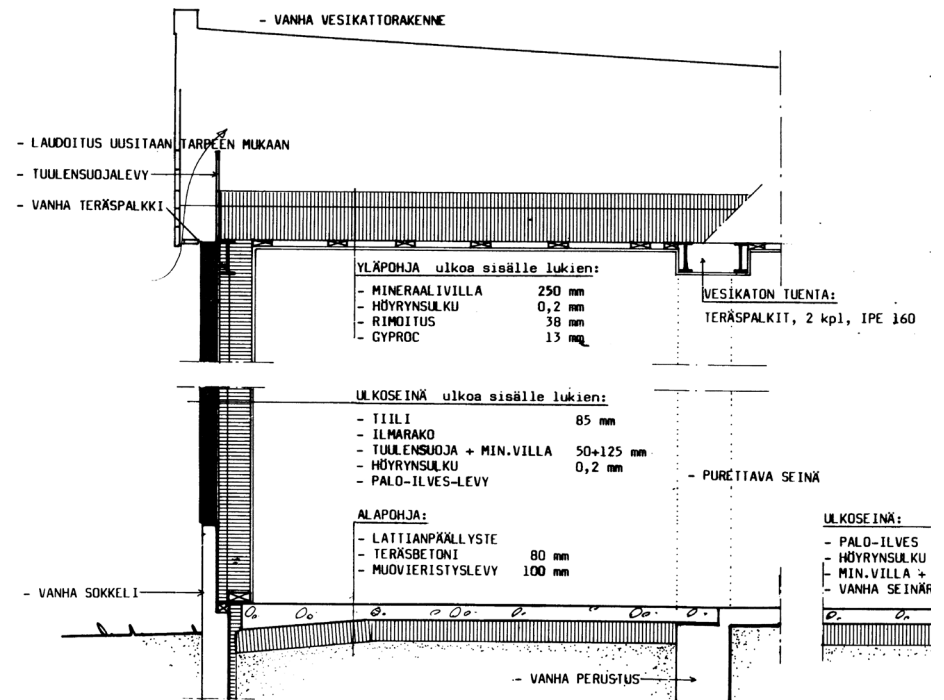 - VANHA VESIKATTORAKENNE
- LAUDOITUS UUSITAAN TARPEEN MUKAAN
- TUULENSUOJALEVY
- VANHA TERÄSPALKKI
YLÄPOHJA ulkoa sisälle lukien:
- MINERAALIVILLA 250 mm
- HÖYRYNSULKU 0,2 mm
- RIMOITUS 38 mm
- GYPROC 13 mm
VESIKATON TUENTA:
TERÄSPALKIT, 2 kpl, IPE 160
ULKOSEINÄ ulkoa sisälle lukien:
- TIILI 85 mm
- ILMARAKO
- TUULENSUOJA + MIN.VILLA 50+125 mm
- HÖYRYNSULKU 0,2 mm
- PALO-ILVES-LEVY
- PURETTAVA SEINÄ
ALAPOHJA:
- LATTIANPÄÄLLYSTE
- TERÄSBETONI 80 mm
- MUOVIERISTYSLEVY 100 mm
ULKOSEINÄ:
- PALO-ILVES
- HÖYRYNSULKU
- MIN.VILLA +
- VANHA SEINÄR
- VANHA SOKKELI
- VANHA PERUSTUS